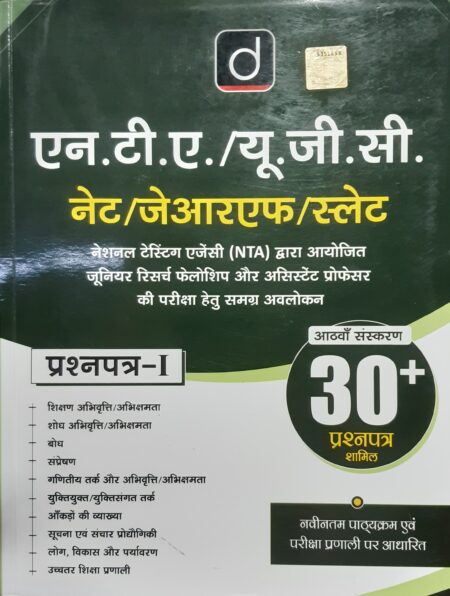 d
एन.टी.ए./यू.जी.सी.
नेट/जेआरएफ/स्लेट
नेशनल टेस्टिंग एजेंसी (NTA) द्वारा आयोजित
जूनियर रिसर्च फेलोशिप और असिस्टेंट प्रोफेसर
की परीक्षा हेतु समग्र अवलोकन
प्रश्नपत्र-I
शिक्षण अभिवृत्ति/अभिक्षमता
शोध अभिवृत्ति/अभिक्षमता
बोध
संप्रेषण
गणितीय तर्क और अभिवृत्ति/अभिक्षमता
युक्तियुक्त/युक्तिसंगत तर्क
आँकड़ों की व्याख्या
सूचना एवं संचार प्रौद्योगिकी
लोग, विकास और पर्यावरण
उच्चतर शिक्षा प्रणाली
आठवाँ संस्करण
30+
प्रश्नपत्र
शामिल
नवीनतम पाठ्यक्रम एवं
परीक्षा प्रणाली पर आधारित